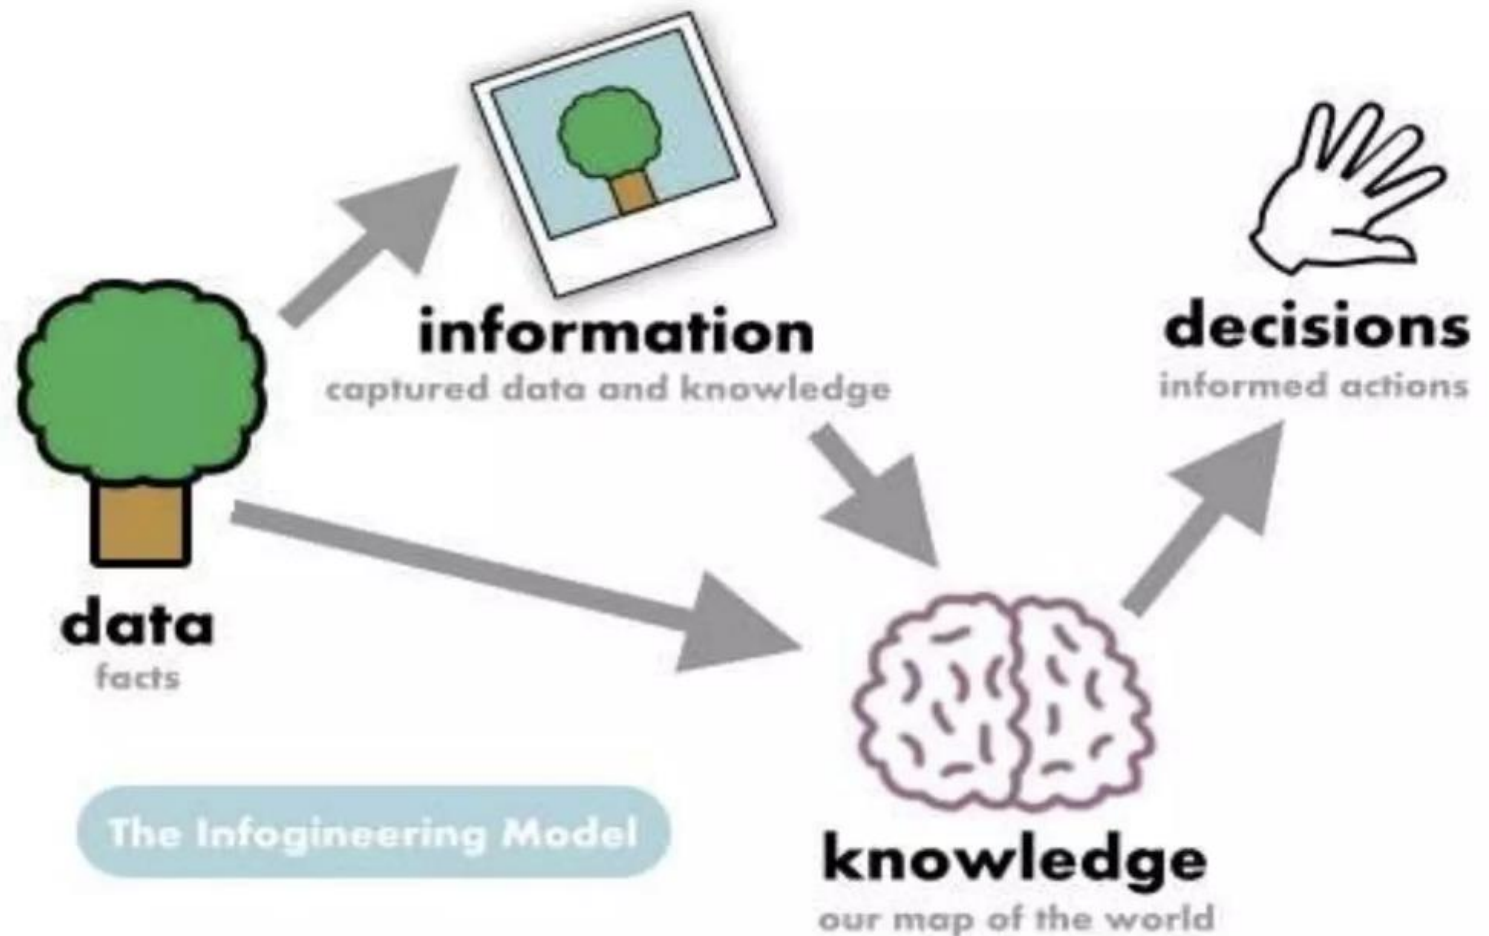 information
captured data and knowledge
decisions
informed actions
data
facts
The Infogineering Model
knowledge
our map of the world